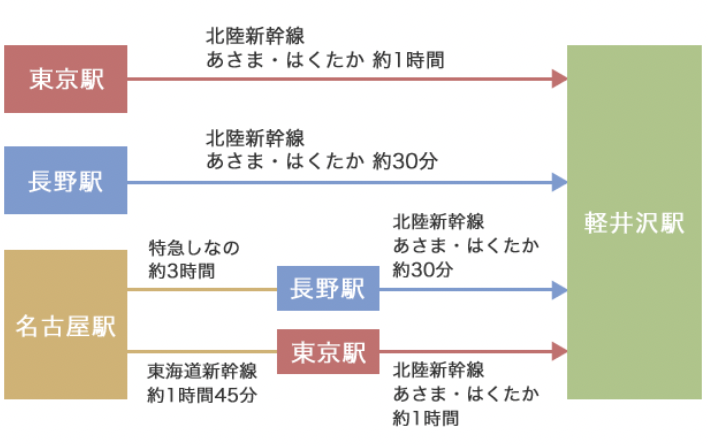 北陸新幹線
あさま・はくたか 約1時間
東京駅
北陸新幹線
あさま・はくたか 約30分
長野駅
軽井沢駅
特急しなの
約3時間
北陸新幹線
あさま・はくたか
約30分
長野駅
名古屋駅
東京駅
東海道新幹線
約1時間45分
北陸新幹線
あさま・はくたか
約1時間